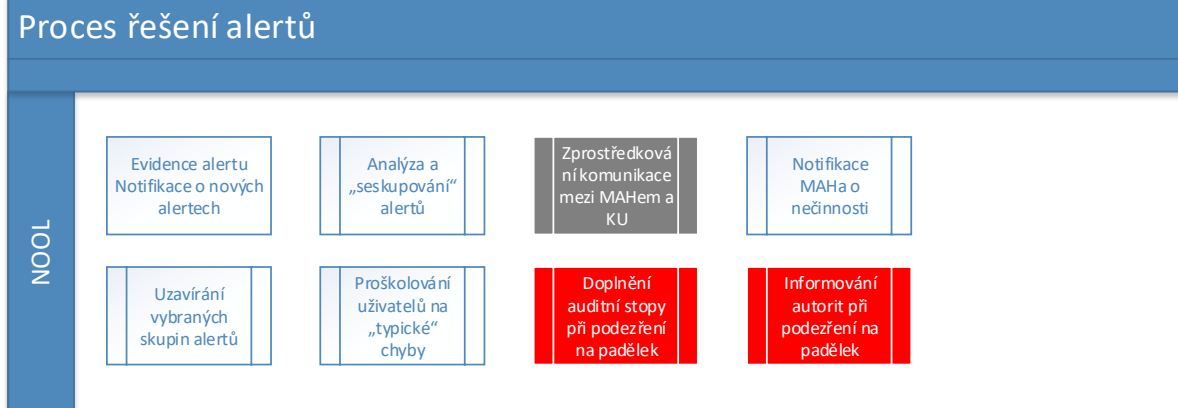 Proces řešení alertů
NOOL
Evidence alertu
Notifikace o nových
alertech
Analýza a
„seskupování“
alertů
Zprostředková
ní komunikace
mezi MAHem a
KU
Notifikace
MAHa o
nečinnosti
Uzavírání
vybraných
skupin alertů
Proškolování
uživatelů na
„typické“
chyby
Doplnění
auditní stopy
při podezření
na padělek
Informování
autorit při
podezření na
padělek